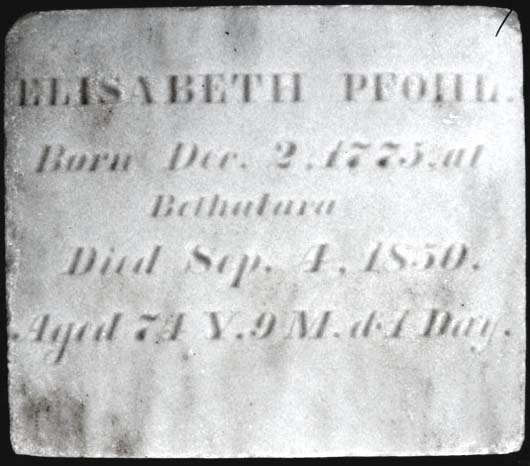 ELISABETH PFOHL.
Born Dec. 2, 1775, at
Bethabara
Died Sep. 4, 1850.
Aged 74 Y. 9 M. & 1 Day.